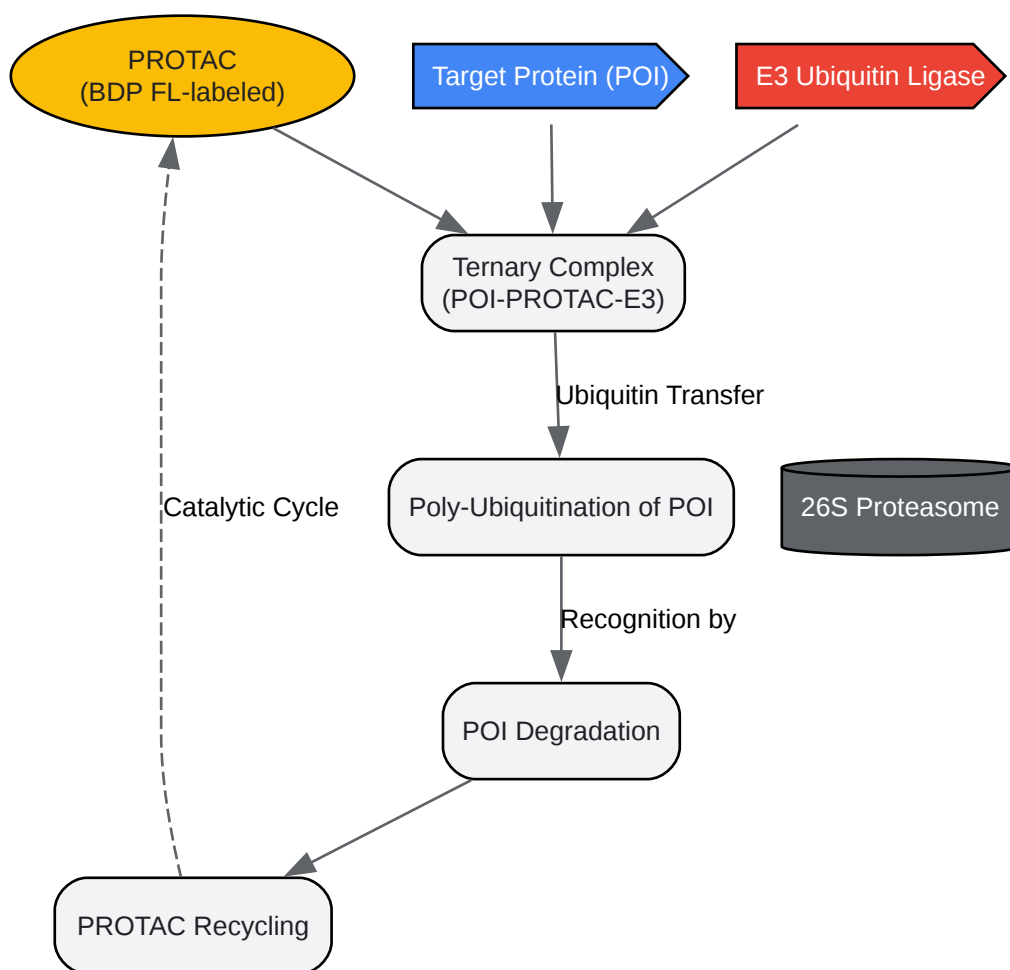 PROTAC
(BDP FL-labeled)
Target Protein (POI)
E3 Ubiquitin Ligase
Ternary Complex
(POI-PROTAC-E3)
Ubiquitin Transfer
Catalytic Cycle
Poly-Ubiquitination of POI
26S Proteasome
Recognition by
POI Degradation
PROTAC Recycling